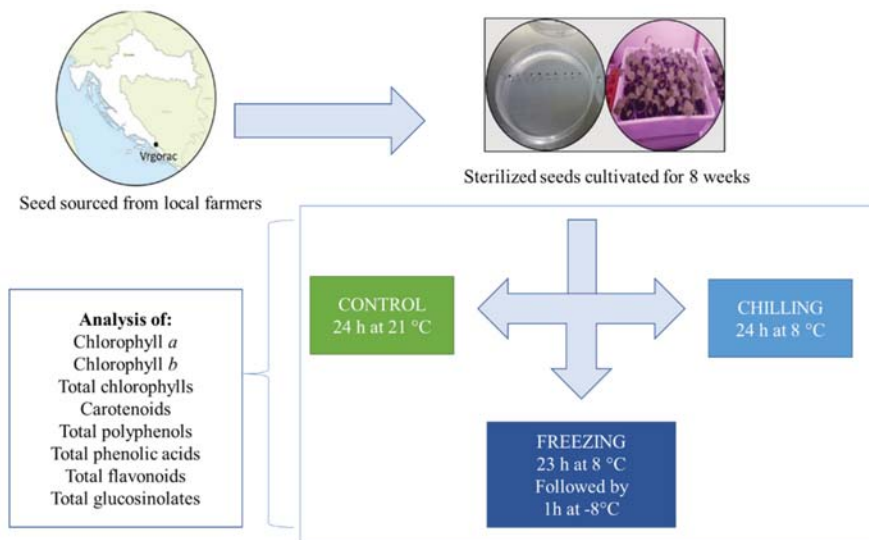 Vrgorac
Seed sourced from local farmers
Sterilized seeds cultivated for 8 weeks
Analysis of:
Chlorophyll a
Chlorophyll b
Total chlorophylls
Carotenoids
Total polyphenols
Total phenolic acids
Total flavonoids
Total glucosinolates
CONTROL
24 h at 21 °C
CHILLING
24 h at 8 °C
FREEZING
23 h at 8 °C
Followed by
1h at -8°C